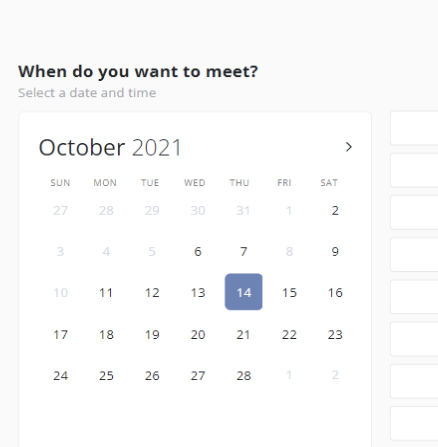 When do you want to meet?
Select a date and time
October 2021
SUN MON TUE WED THU FRI SAT
27 28 29 30 31 1 2
3 4 5 6 7 8 9
10 11 12 13 14 15 16
17 18 19 20 21 22 23
24 25 26 27 28 1 2